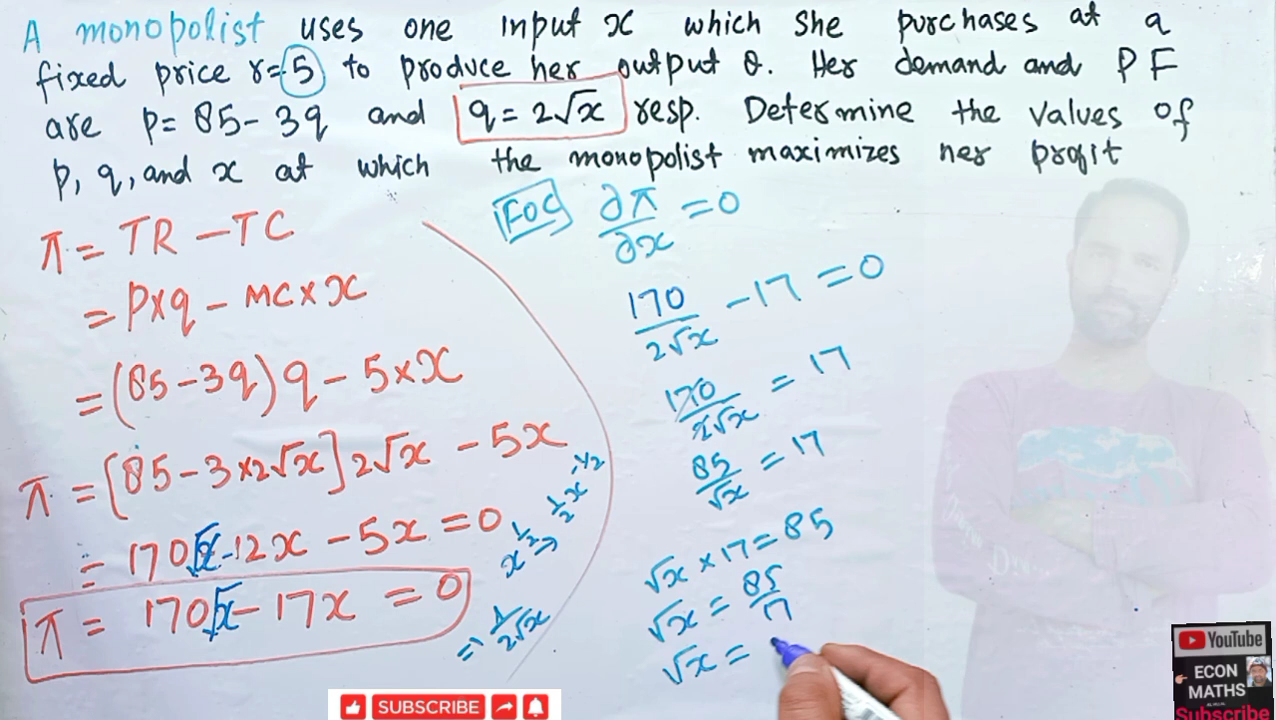 A monopolist uses one input x which she purchases at a
fixed price r=5 to produce her output Q. Her demand and PF
are p= 85-3q and q=2√x resp. Determine the values of
p, q, and x at which the monopolist maximizes her profit
π = TR - TC
= P×q - MC×x
= (85-3q) q - 5×x
π = [85-3×2√x] 2√x - 5x
= 170√x-12x - 5x = 0
π = 170√x - 17x = 0
x^1/2 ⇒ 1/2 x^-1/2
⇒ 1/2√x
FOC ∂π/∂x = 0
170/2√x - 17 = 0
170/2√x = 17
85/√x = 17
√x × 17 = 85
√x = 85/17
√x =
SUBSCRIBE
YouTube
ECON
MATHS
Subscribe